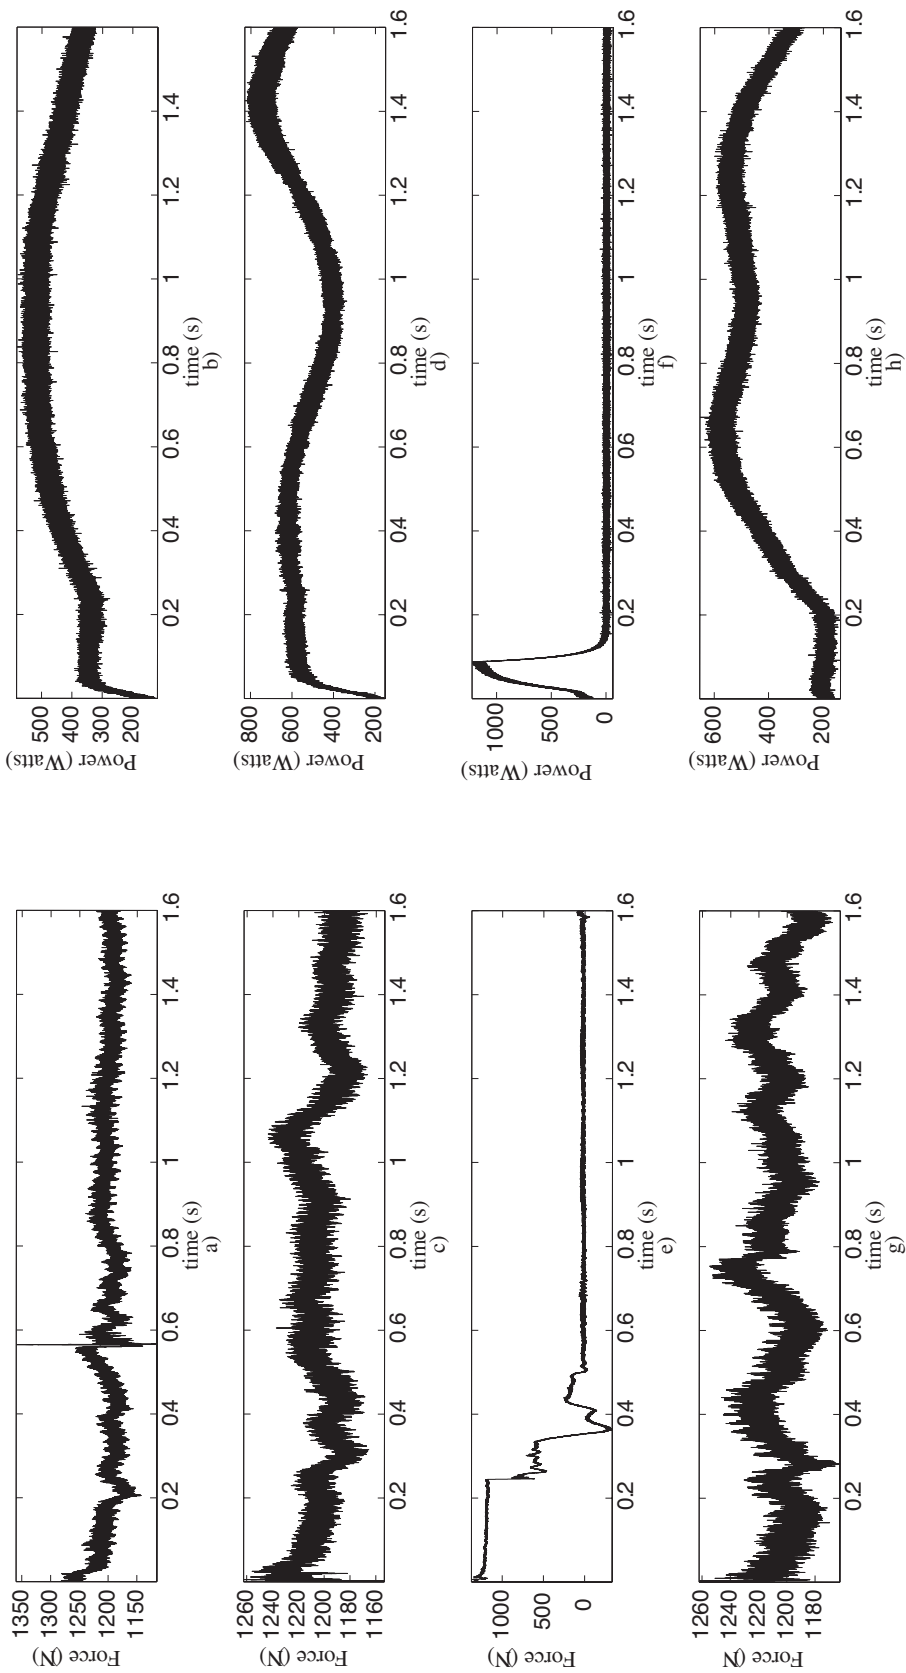 Force (N)
1350
1300
1250
1200
1150
0.2 0.4 0.6 0.8 1 1.2 1.4 1.6
time (s)
a)
Power (Watts)
500
400
300
200
0.2 0.4 0.6 0.8 1 1.2 1.4 1.6
time (s)
b)
Force (N)
1260
1240
1220
1200
1180
1160
0.2 0.4 0.6 0.8 1 1.2 1.4 1.6
time (s)
c)
Power (Watts)
800
600
400
200
0.2 0.4 0.6 0.8 1 1.2 1.4 1.6
time (s)
d)
Force (N)
1000
500
0
0.2 0.4 0.6 0.8 1 1.2 1.4 1.6
time (s)
e)
Power (Watts)
1000
500
0
0.2 0.4 0.6 0.8 1 1.2 1.4 1.6
time (s)
f)
Force (N)
1260
1240
1220
1200
1180
0.2 0.4 0.6 0.8 1 1.2 1.4 1.6
time (s)
g)
Power (Watts)
600
400
200
0.2 0.4 0.6 0.8 1 1.2 1.4 1.6
time (s)
h)